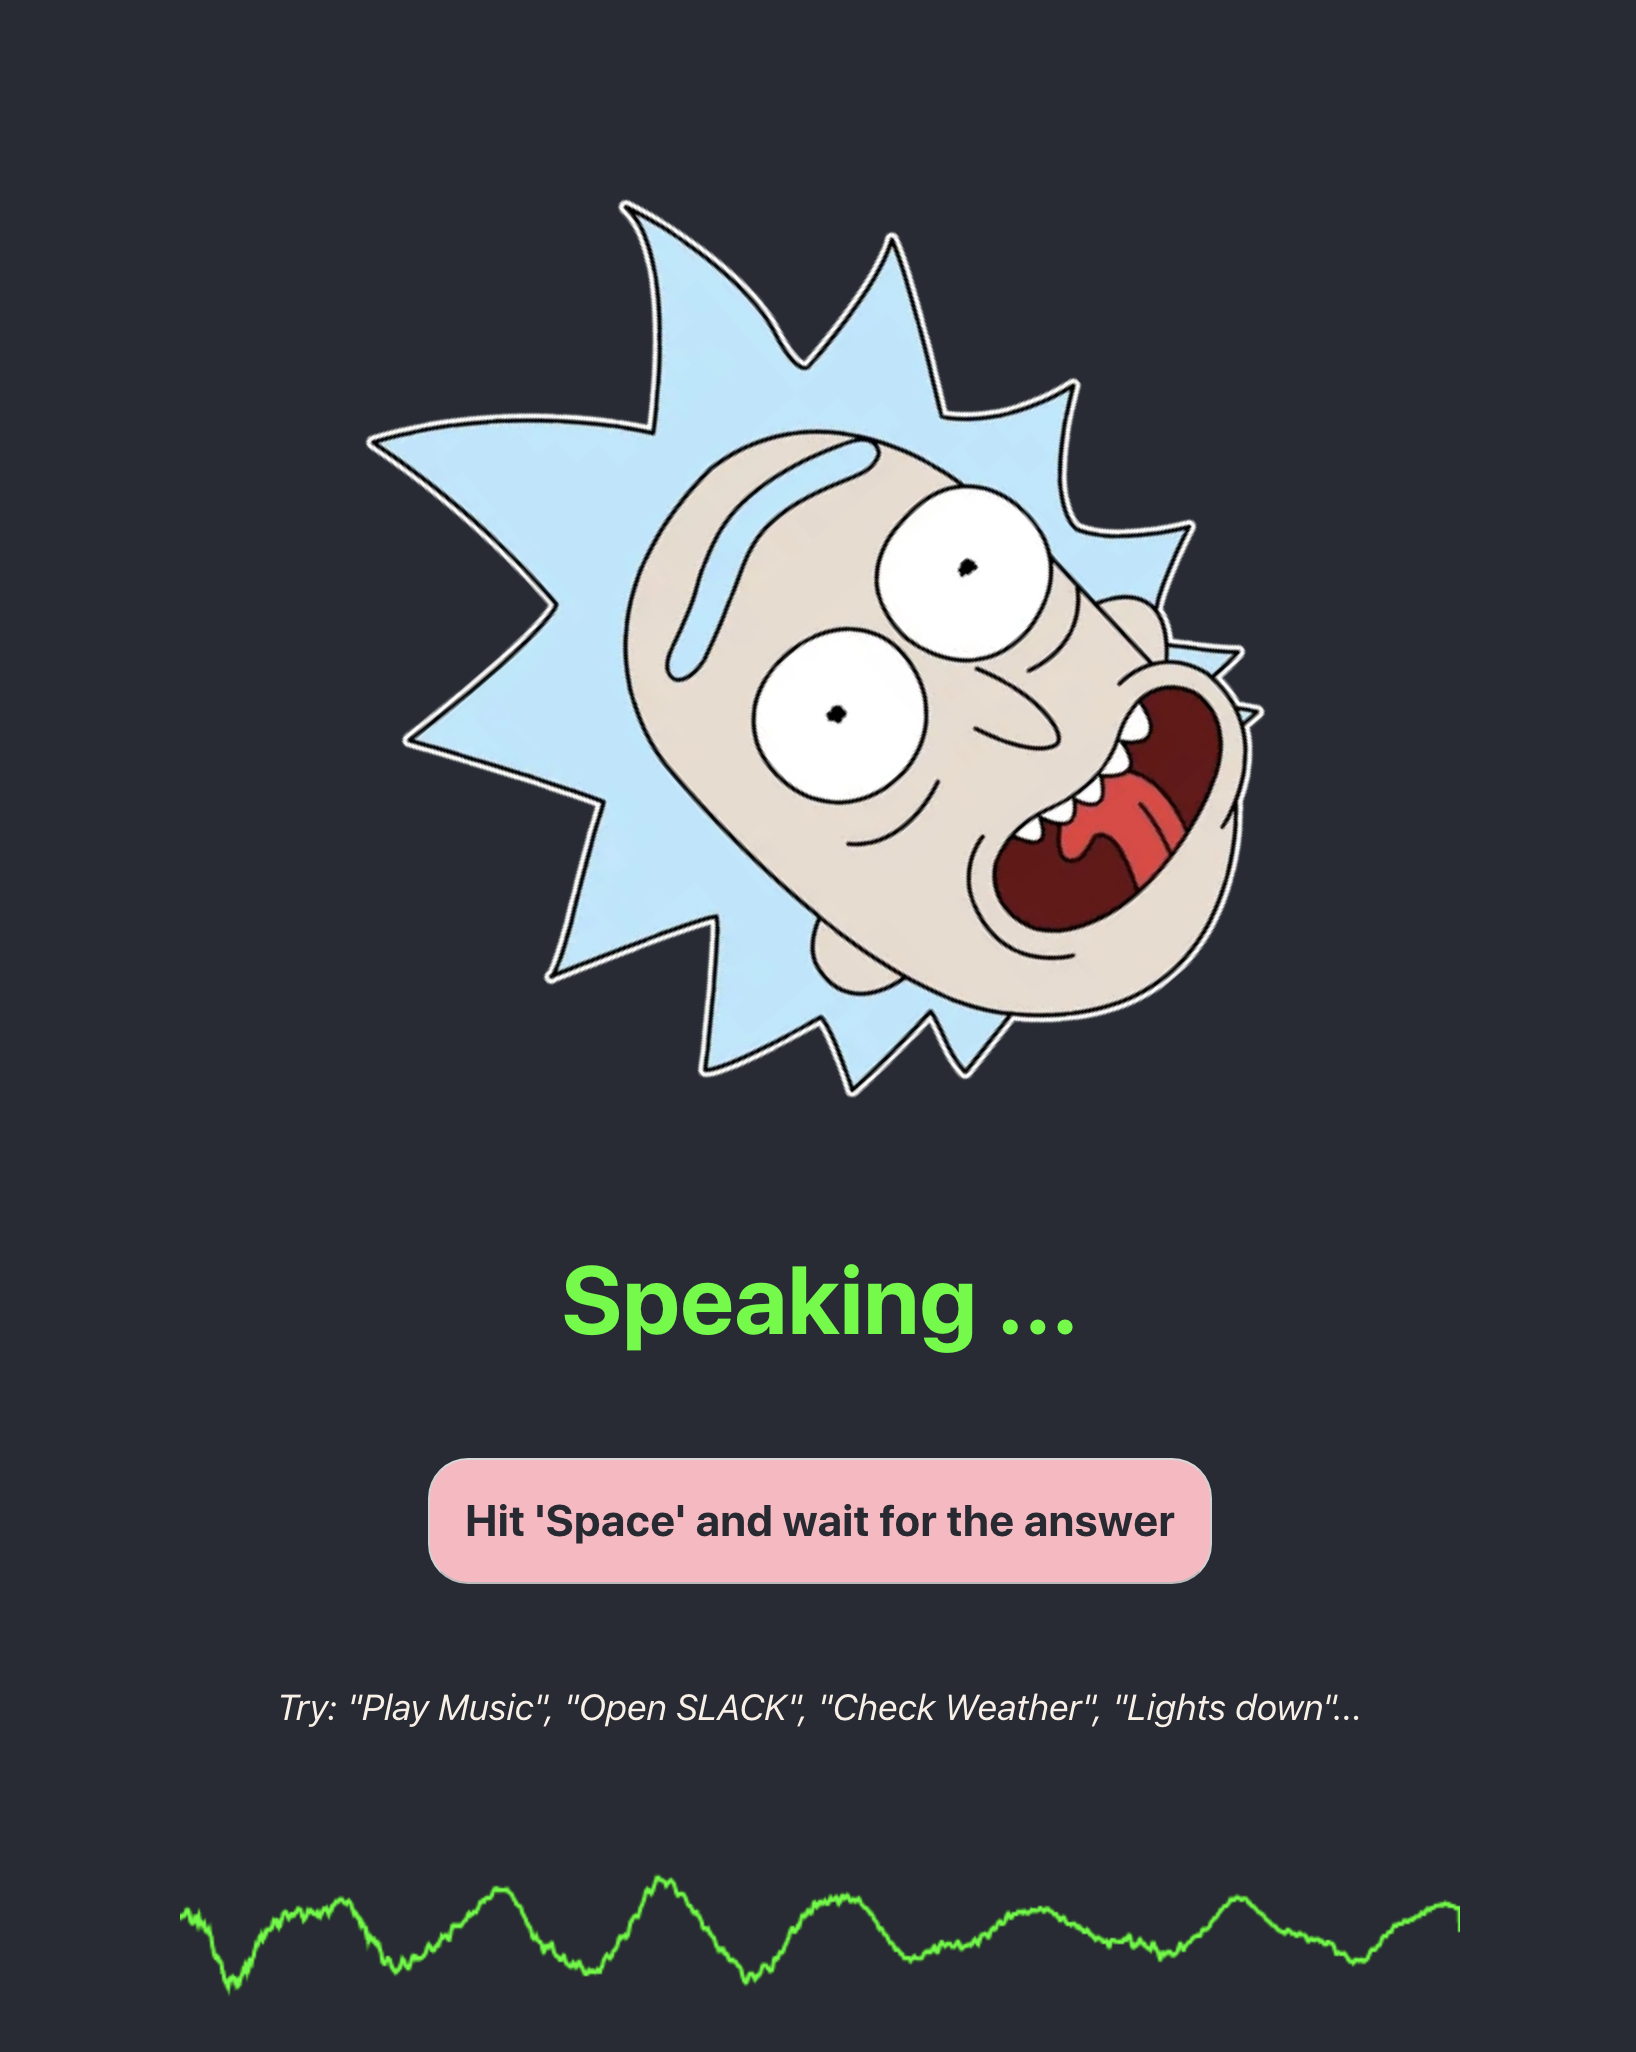 Speaking ...
Hit 'Space' and wait for the answer
Try: "Play Music", "Open SLACK", "Check Weather", "Lights down"...